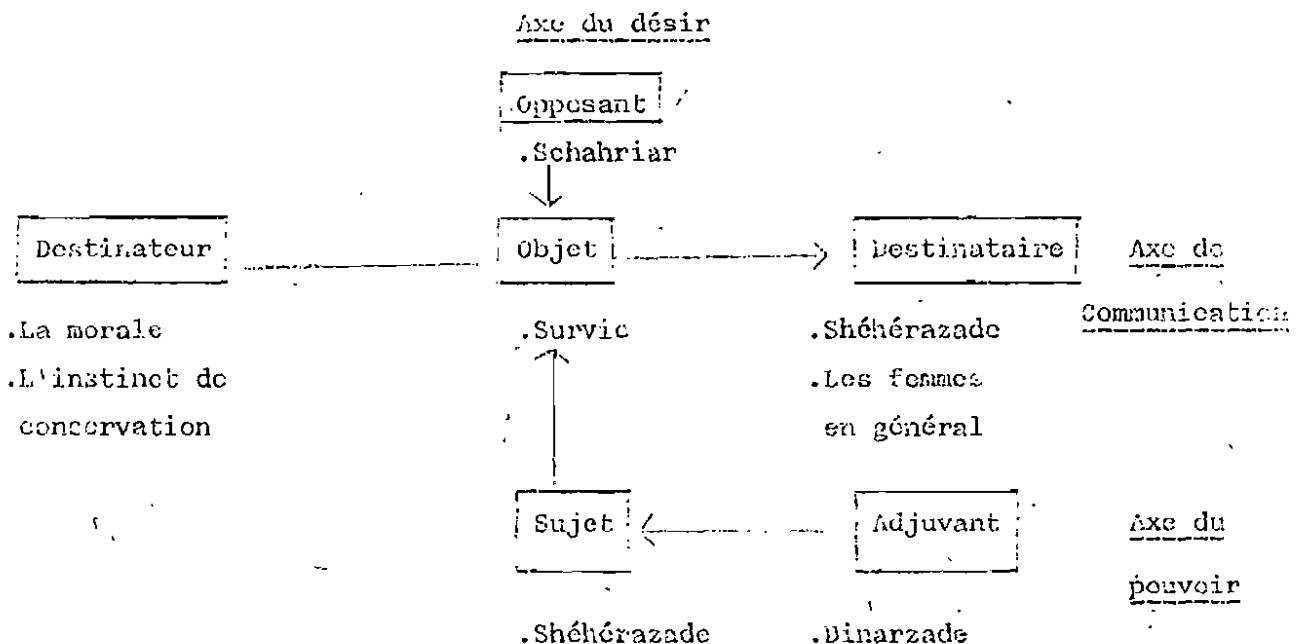 Axe du désir
Opposant
.Schahriar
Destinateur
Objet
Destinataire
Axe de
Communication
.La morale
.L'instinct de
conservation
.Survie
.Shéhérazade
.Les femmes
en général
Sujet
Adjuvant
Axe du
pouvoir
.Shéhérazade
.Dinarzade